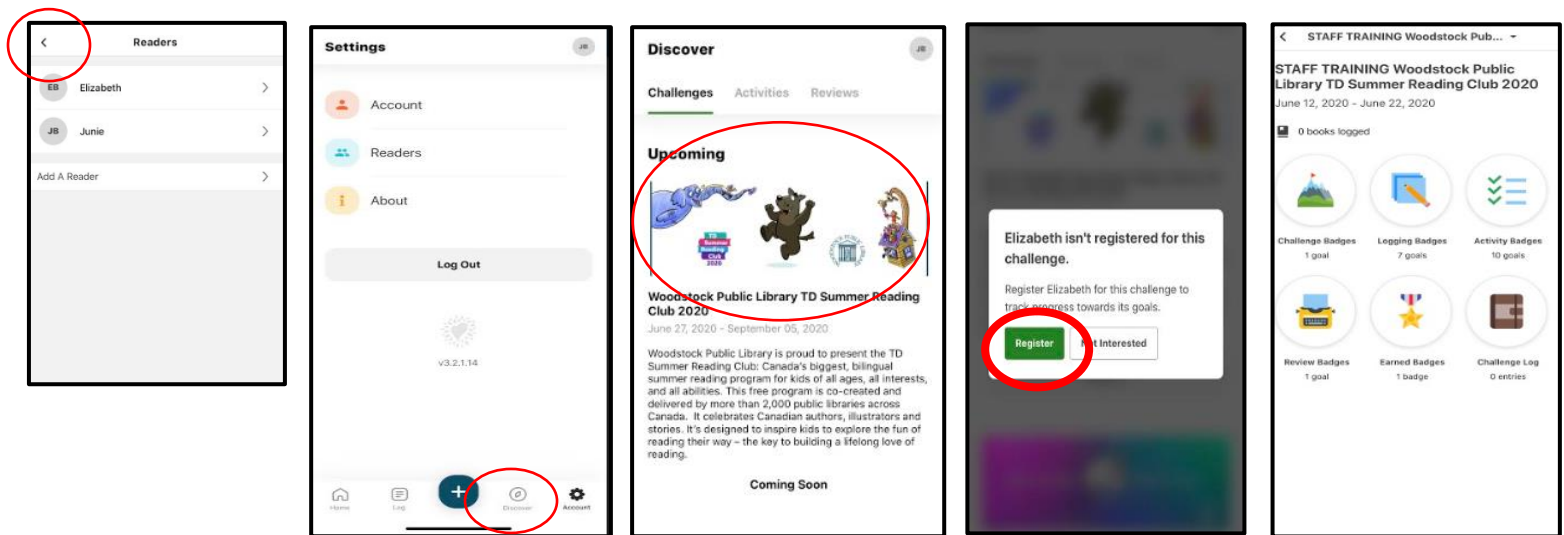 Readers
EB Elizabeth
JB Junie
Add A Reader
Settings
JB
Account
Readers
About
Log Out
v3.2.1.14
Home Log + Discover Account
Discover
JB
Challenges Activities Reviews
Upcoming
TD
Summer
Reading
Club
2020
Woodstock Public Library TD Summer Reading
Club 2020
June 27, 2020 - September 05, 2020
Woodstock Public Library is proud to present the TD
Summer Reading Club: Canada's biggest, bilingual
summer reading program for kids of all ages, all interests,
and all abilities. This free program is co-created and
delivered by more than 2,000 public libraries across
Canada. It celebrates Canadian authors, illustrators and
stories. It's designed to inspire kids to explore the fun of
reading their way – the key to building a lifelong love of
reading.
Coming Soon
Elizabeth isn't registered for this
challenge.
Register Elizabeth for this challenge to
track progress towards its goals.
Register Not Interested
STAFF TRAINING Woodstock Pub...
STAFF TRAINING Woodstock Public
Library TD Summer Reading Club 2020
June 12, 2020 - June 22, 2020
0 books logged
Challenge Badges Logging Badges Activity Badges
1 goal 7 goals 10 goals
Review Badges Earned Badges Challenge Log
1 goal 1 badge 0 entries